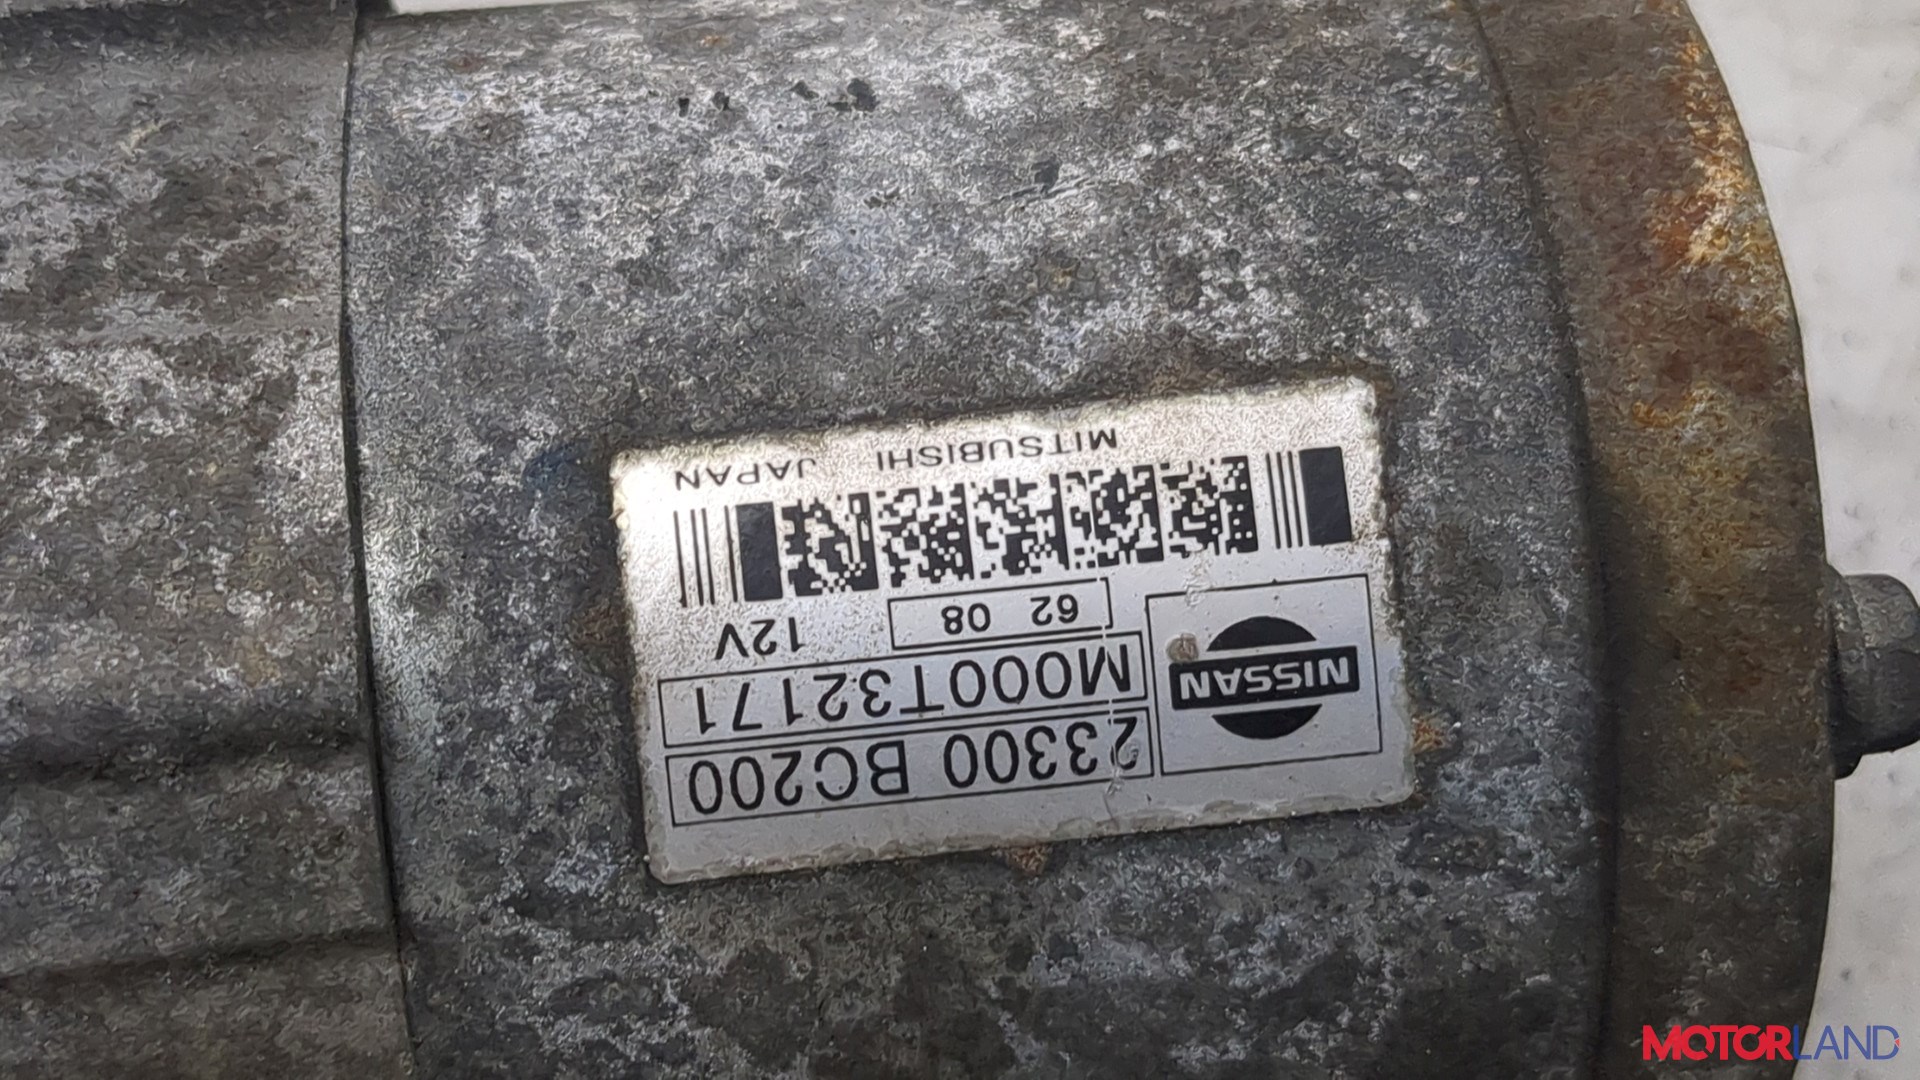 NISSAN
23300 BC200
M000T32171
62 08
12V
MITSUBISHI JAPAN
MOTORLAND